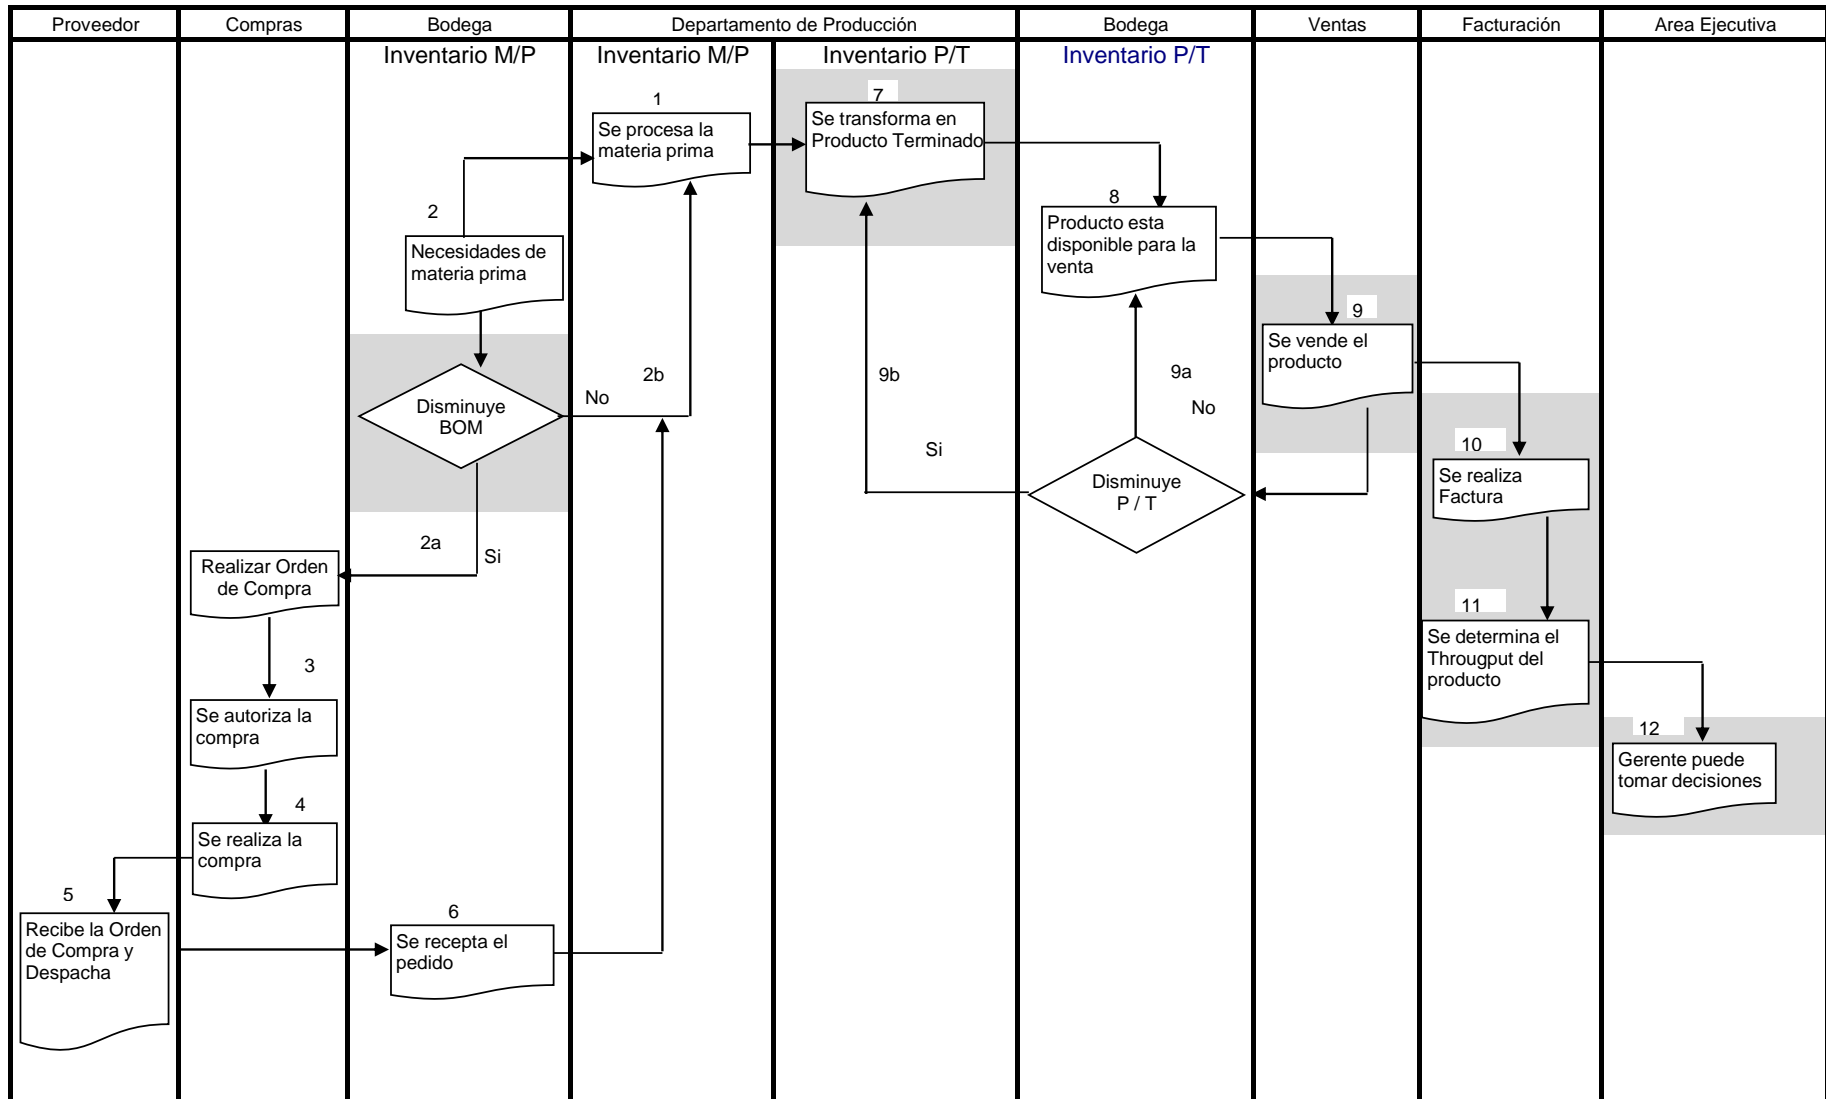 Proveedor
Compras
Bodega
Departamento de Producción
Bodega
Ventas
Facturación
Area Ejecutiva
Inventario M/P
Inventario M/P
Inventario P/T
Inventario P/T
1
Se procesa la
materia prima
7
Se transforma en
Producto Terminado
2
Necesidades de
materia prima
8
Producto esta
disponible para la
venta
9
Se vende el
producto
Disminuye
BOM
No
2b
9b
9a
No
Si
Disminuye
P / T
10
Se realiza
Factura
2a
Si
Realizar Orden
de Compra
11
Se determina el
Througput del
producto
3
Se autoriza la
compra
12
Gerente puede
tomar decisiones
4
Se realiza la
compra
5
Recibe la Orden
de Compra y
Despacha
6
Se recepta el
pedido